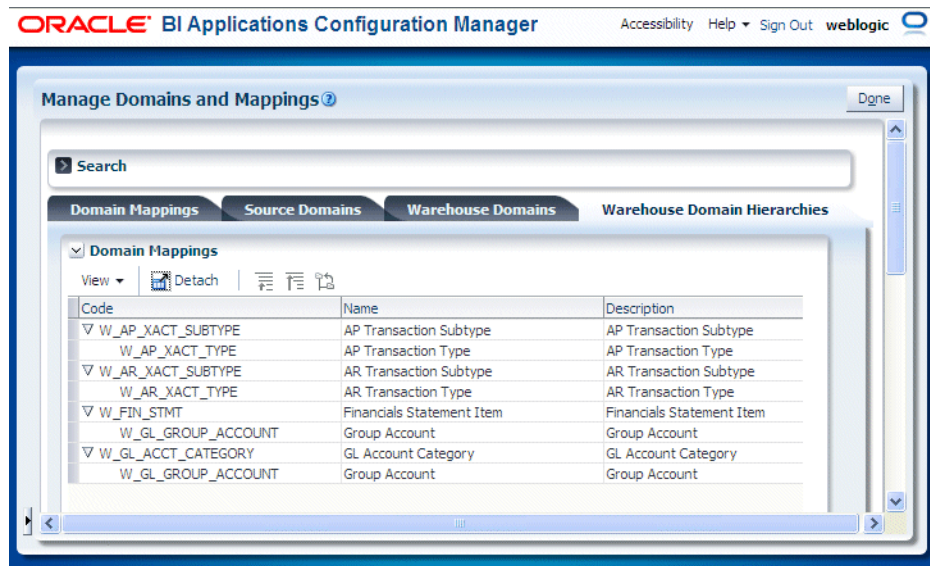 ORACLE BI Applications Configuration Manager Accessibility Help Sign Out weblogic
Manage Domains and Mappings Done
Search
Domain Mappings Source Domains Warehouse Domains Warehouse Domain Hierarchies
Domain Mappings
View Detach
Code Name Description
W_AP_XACT_SUBTYPE AP Transaction Subtype AP Transaction Subtype
W_AP_XACT_TYPE AP Transaction Type AP Transaction Type
W_AR_XACT_SUBTYPE AR Transaction Subtype AR Transaction Subtype
W_AR_XACT_TYPE AR Transaction Type AR Transaction Type
W_FIN_STMT Financials Statement Item Financials Statement Item
W_GL_GROUP_ACCOUNT Group Account Group Account
W_GL_ACCT_CATEGORY GL Account Category GL Account Category
W_GL_GROUP_ACCOUNT Group Account Group Account